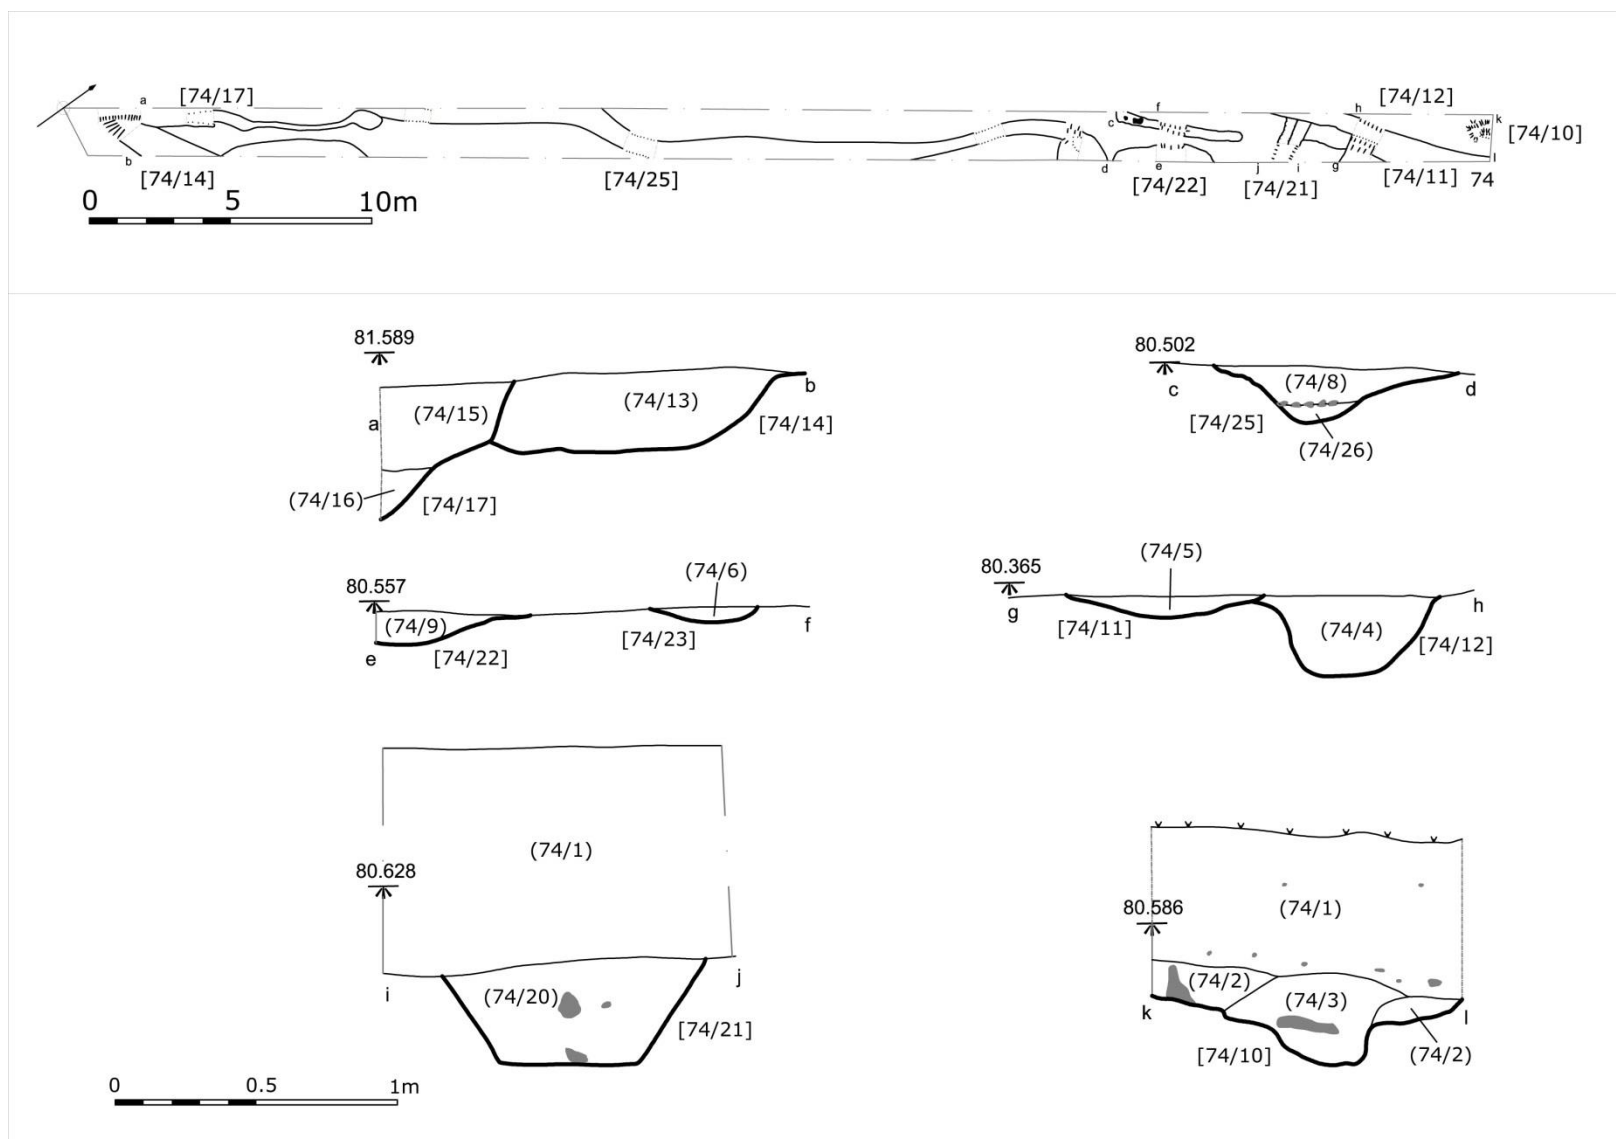 a [74/17] f h [74/12]
c k [74/10]
b [74/14] [74/25] d e [74/22] j [74/21] i g [74/11] l 74
0 5 10m
81.589
a (74/15) (74/13) b
[74/14]
(74/16) [74/17]
80.502
c (74/8) d
[74/25]
(74/26)
80.557
(74/6)
(74/9) f
e [74/22] [74/23]
(74/5)
80.365
g h
[74/11] (74/4) [74/12]
(74/1)
80.628
i (74/20) j
[74/21]
(74/1)
80.586
(74/2)
k (74/3) l
[74/10] (74/2)
0 0.5 1m